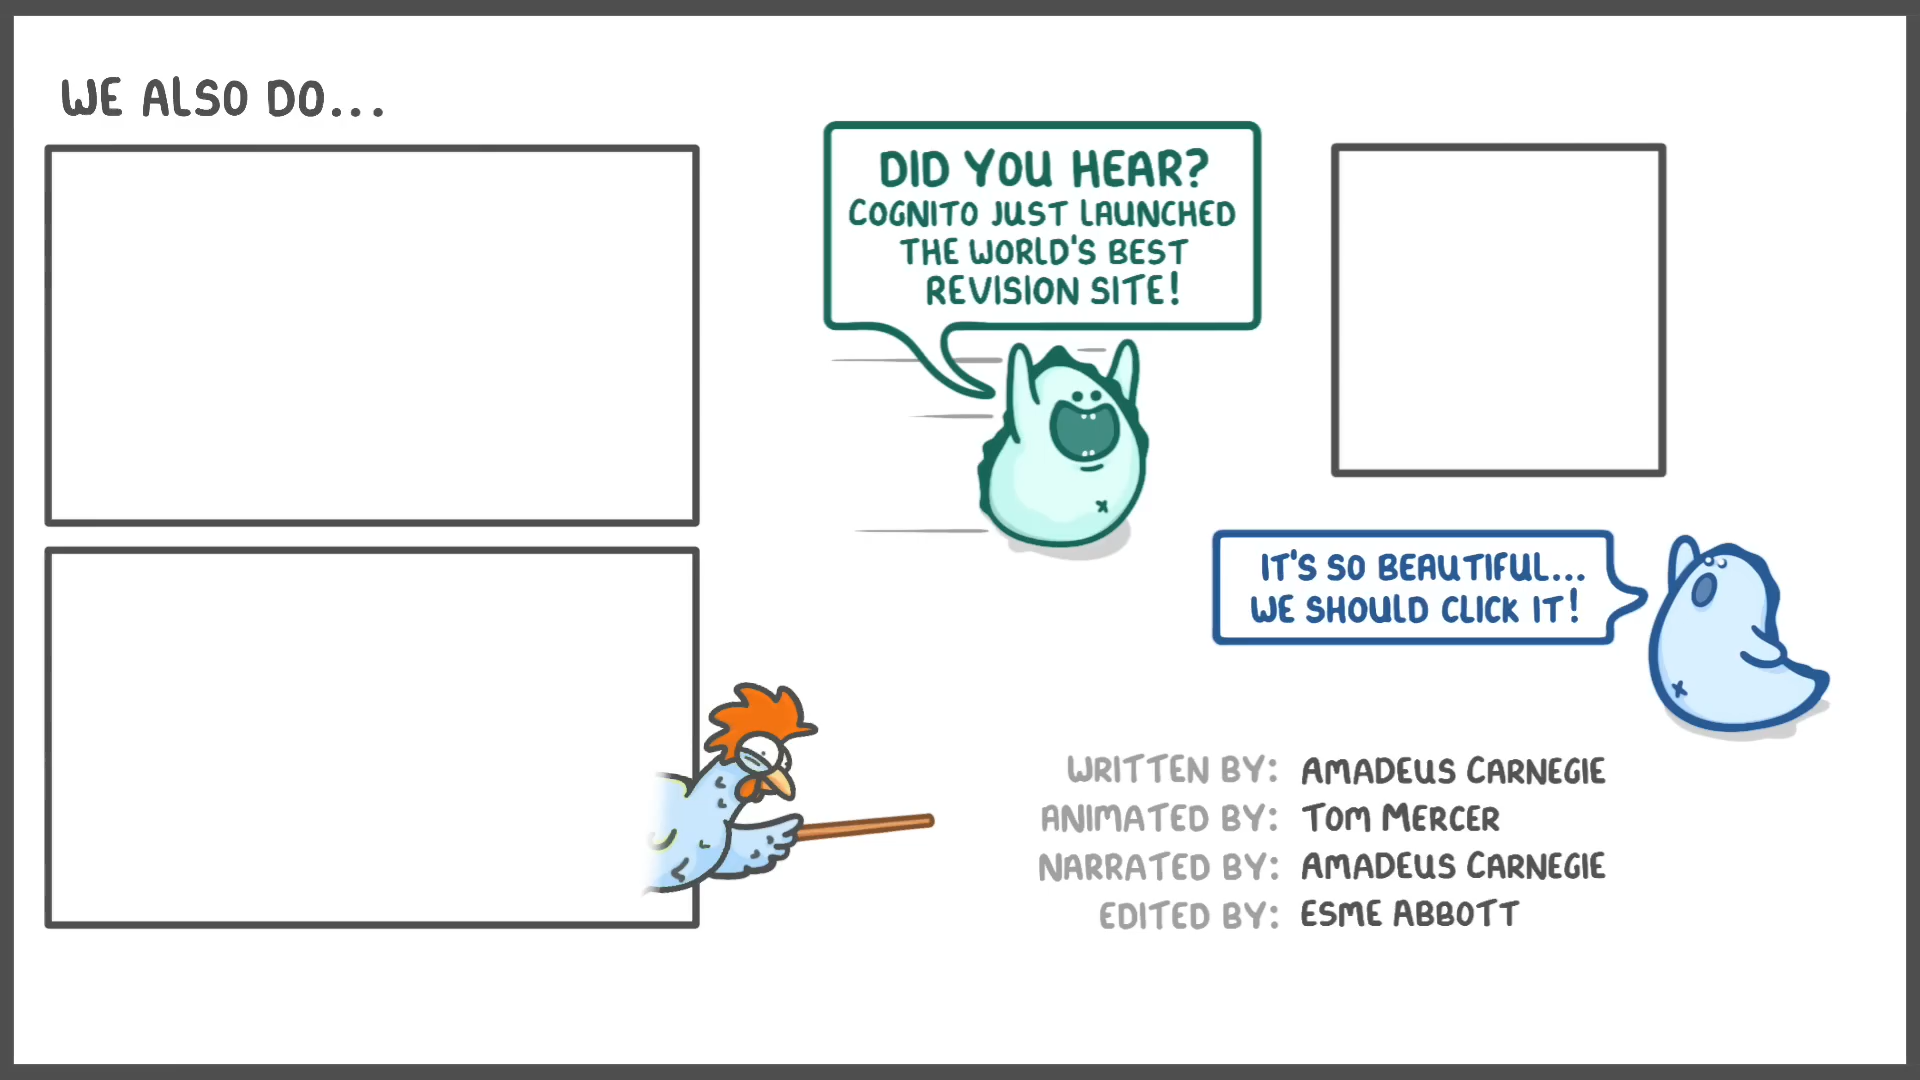 WE ALSO DO...
DID YOU HEAR?
COGNITO JUST LAUNCHED
THE WORLD'S BEST
REVISION SITE!
IT'S SO BEAUTIFUL...
WE SHOULD CLICK IT!
WRITTEN BY: AMADEUS CARNEGIE
ANIMATED BY: TOM MERCER
NARRATED BY: AMADEUS CARNEGIE
EDITED BY: ESME ABBOTT